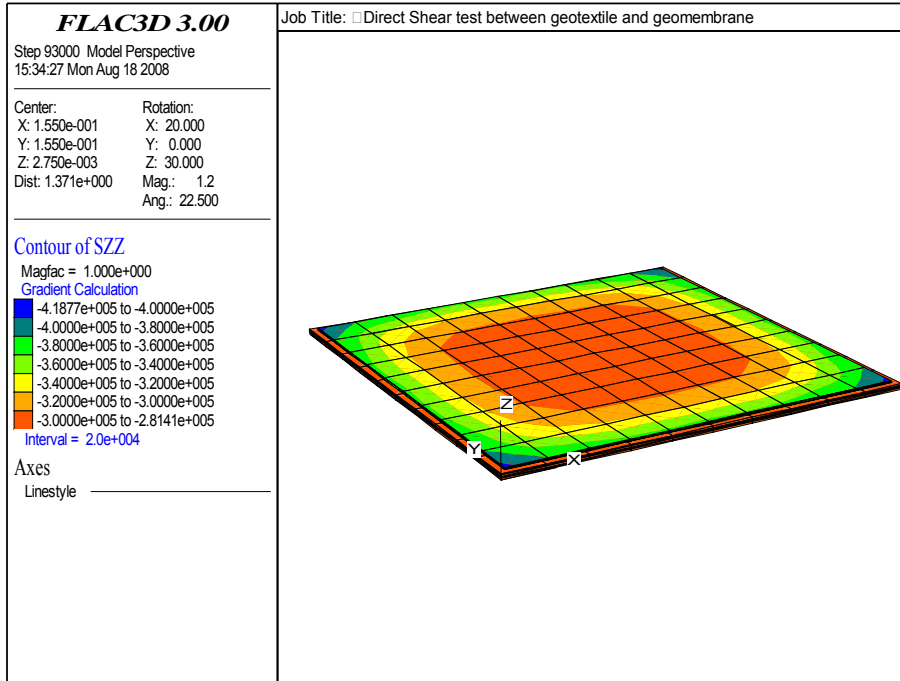 FLAC3D 3.00
Step 93000 Model Perspective
15:34:27 Mon Aug 18 2008
Center:
X: 1.550e-001
Y: 1.550e-001
Z: 2.750e-003
Dist: 1.371e+000
Rotation:
X: 20.000
Y: 0.000
Z: 30.000
Mag.: 1.2
Ang.: 22.500
Contour of SZZ
Magfac = 1.000e+000
Gradient Calculation
-4.1877e+005 to -4.0000e+005
-4.0000e+005 to -3.8000e+005
-3.8000e+005 to -3.6000e+005
-3.6000e+005 to -3.4000e+005
-3.4000e+005 to -3.2000e+005
-3.2000e+005 to -3.0000e+005
-3.0000e+005 to -2.8141e+005
Interval = 2.0e+004
Axes
Linestyle
Job Title: □Direct Shear test between geotextile and geomembrane
Z
Y
X